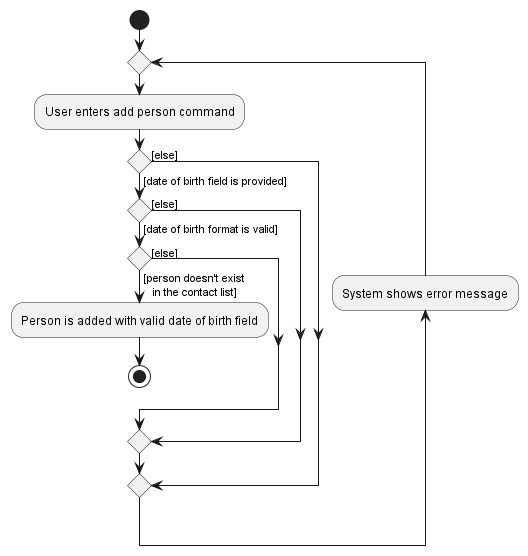 User enters add person command
[else]
[date of birth field is provided]
[else]
[date of birth format is valid]
[else]
[person doesn't exist
in the contact list]
System shows error message
Person is added with valid date of birth field